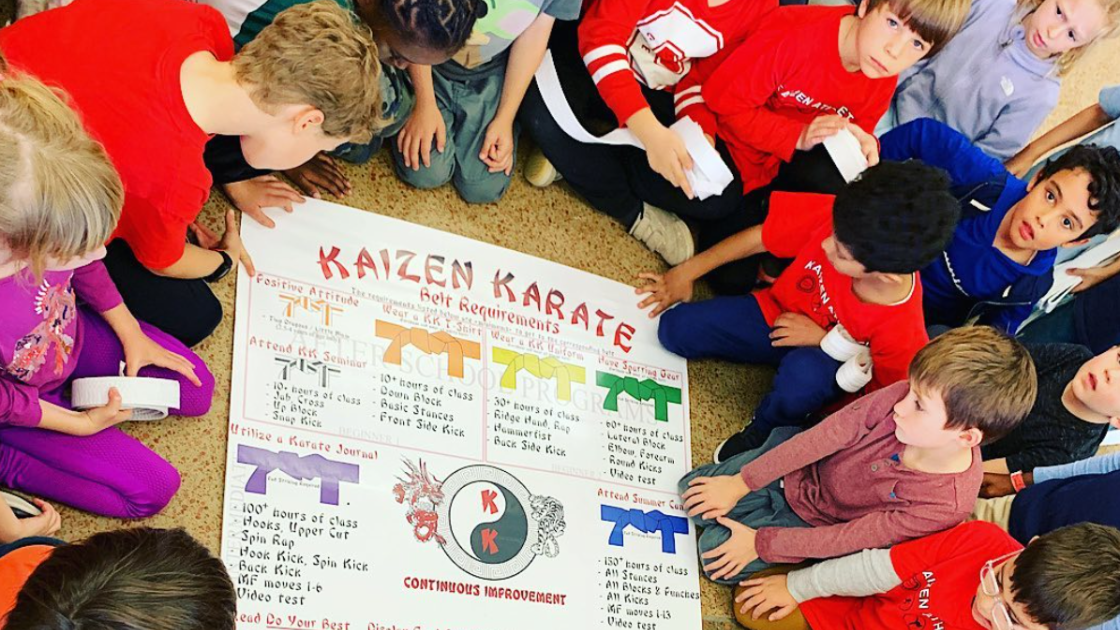 KAIZEN KARATE
Belt Requirements
Positive Attitude
Attend KK Seminar
- 10+ hours of class
- Jab, Cross
- Up Block
- Snap Kick
Wear a KK T-Shirt
- 10+ hours of class
- Down Block
- Basic Stances
- Front Side Kick
Wear a KK Uniform
- 30+ hours of class
- Ridge Hand, Rap
- Hammerfist
- Back Side Kick
Have Sparring Gear
- 60+ hours of class
- Lateral Block
- Elbow, Forearm
- Round Kicks
- Video test
AFTER SCHOOL PROGRAMS
Utilize a Karate Journal
- 100+ hours of class
- Hooks, Upper Cut
- Spin Rap
- Hook Kick, Spin Kick
- Back Kick
- MF moves 1-6
- Video test
K
K
CONTINUOUS IMPROVEMENT
Attend Summer
- 150+ hours of class
- All Stances
- All Blocks & Punches
- All Kicks
- MF moves 1-13
- Video test
Do Your Best